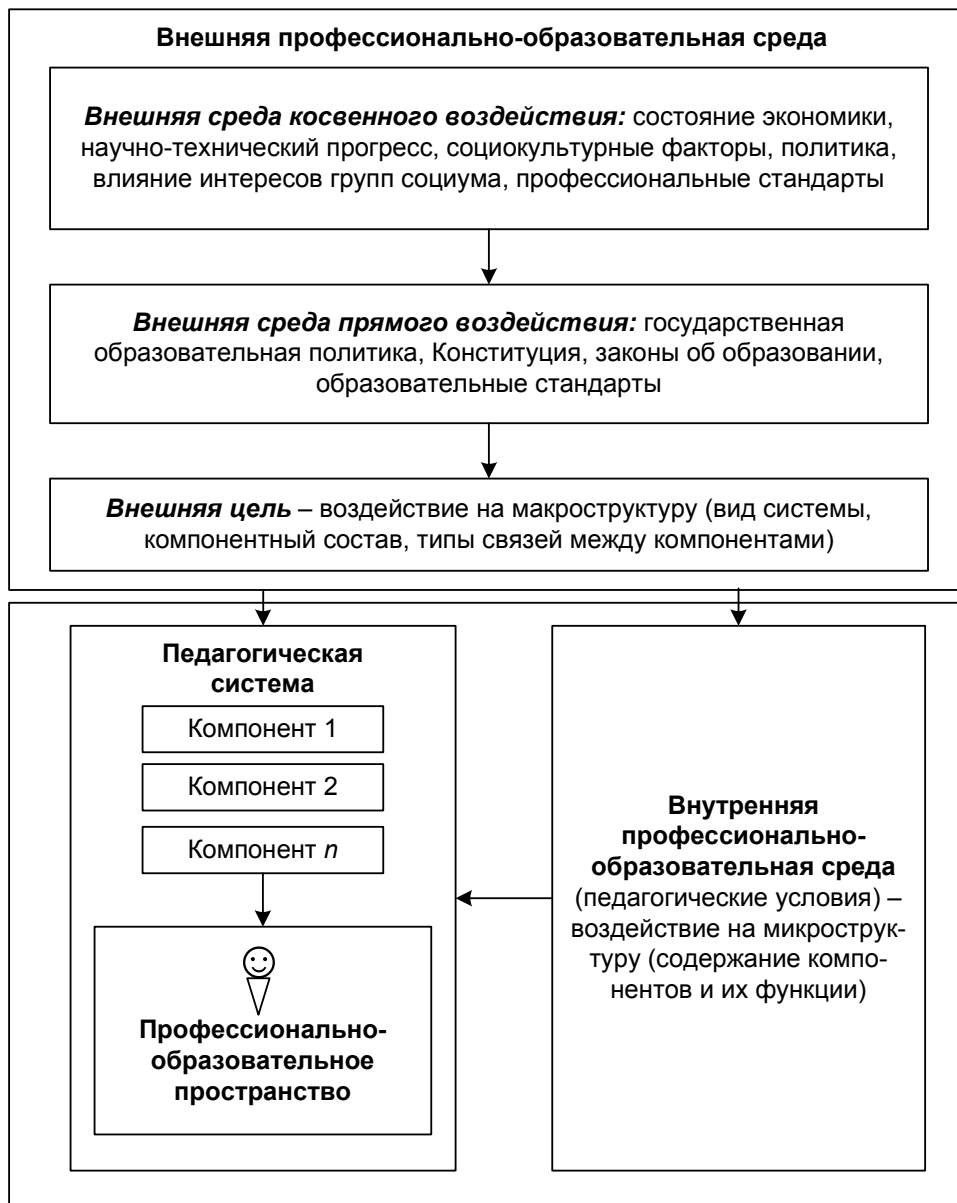 Внешняя профессионально-образовательная среда
Внешняя среда косвенного воздействия: состояние экономики,
научно-технический прогресс, социокультурные факторы, политика,
влияние интересов групп социума, профессиональные стандарты
Внешняя среда прямого воздействия: государственная
образовательная политика, Конституция, законы об образовании,
образовательные стандарты
Внешняя цель – воздействие на макроструктуру (вид системы,
компонентный состав, типы связей между компонентами)
Педагогическая
система
Компонент 1
Компонент 2
Компонент n
Профессионально-
образовательное
пространство
Внутренняя
профессионально-
образовательная среда
(педагогические условия) –
воздействие на микрострук-
туру (содержание компо-
нентов и их функции)